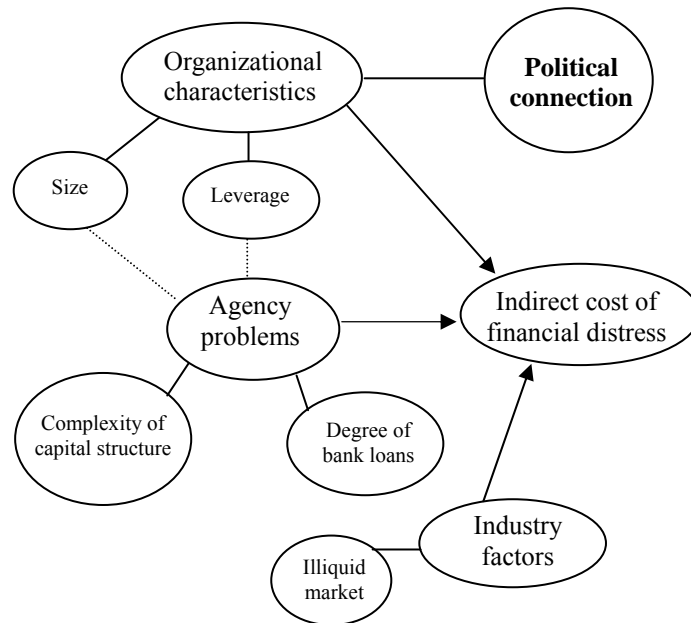 Organizational
characteristics
Political
connection
Size
Leverage
Agency
problems
Indirect cost of
financial distress
Complexity of
capital structure
Degree of
bank loans
Industry
factors
Illiquid
market